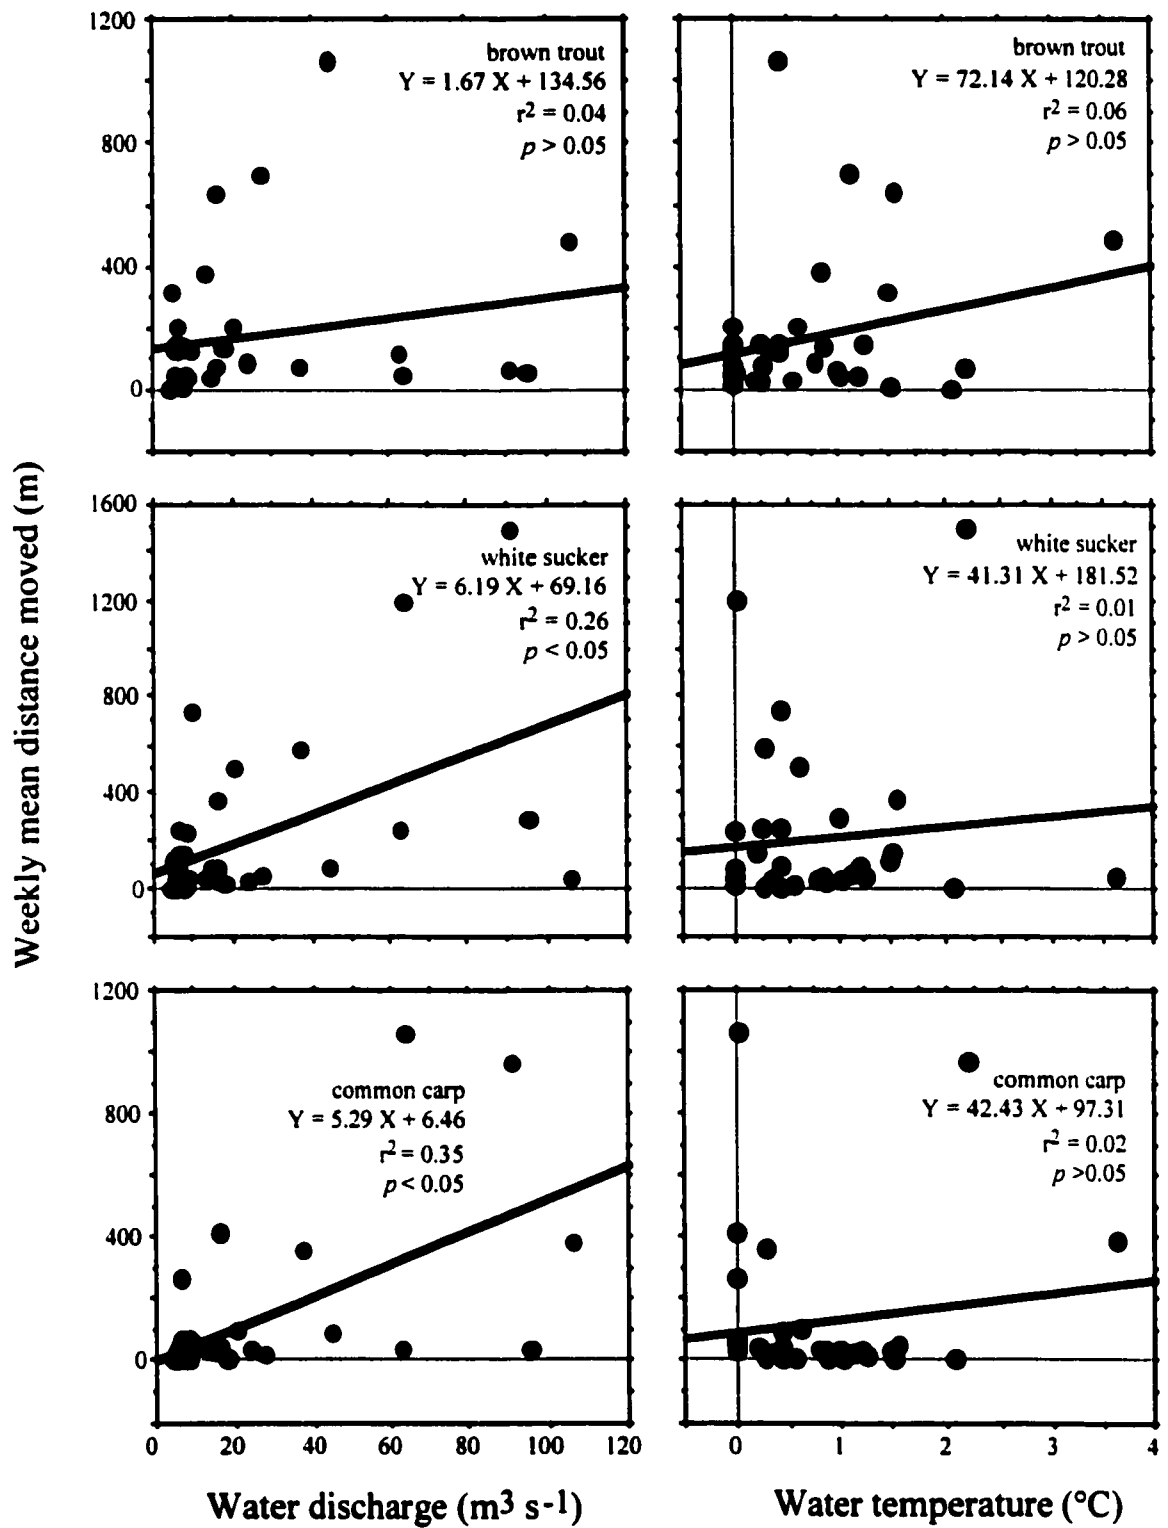 Weekly mean distance moved (m)
1200
800
400
0
brown trout
Y = 1.67 X + 134.56
r2 = 0.04
p > 0.05
brown trout
Y = 72.14 X + 120.28
r2 = 0.06
p > 0.05
1600
1200
800
400
0
white sucker
Y = 6.19 X + 69.16
r2 = 0.26
p < 0.05
white sucker
Y = 41.31 X + 181.52
r2 = 0.01
p > 0.05
1200
800
400
0
common carp
Y = 5.29 X + 6.46
r2 = 0.35
p < 0.05
common carp
Y = 42.43 X + 97.31
r2 = 0.02
p >0.05
0 20 40 60 80 100 120
0 1 2 3 4
Water discharge (m3 s-1)
Water temperature (°C)